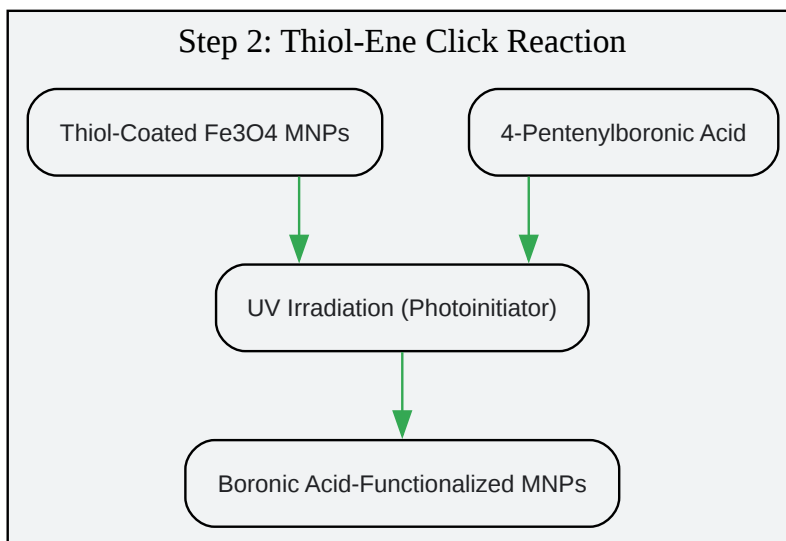 Step 2: Thiol-Ene Click Reaction
Thiol-Coated Fe3O4 MNPs
4-Pentenylboronic Acid
UV Irradiation (Photoinitiator)
Boronic Acid-Functionalized MNPs